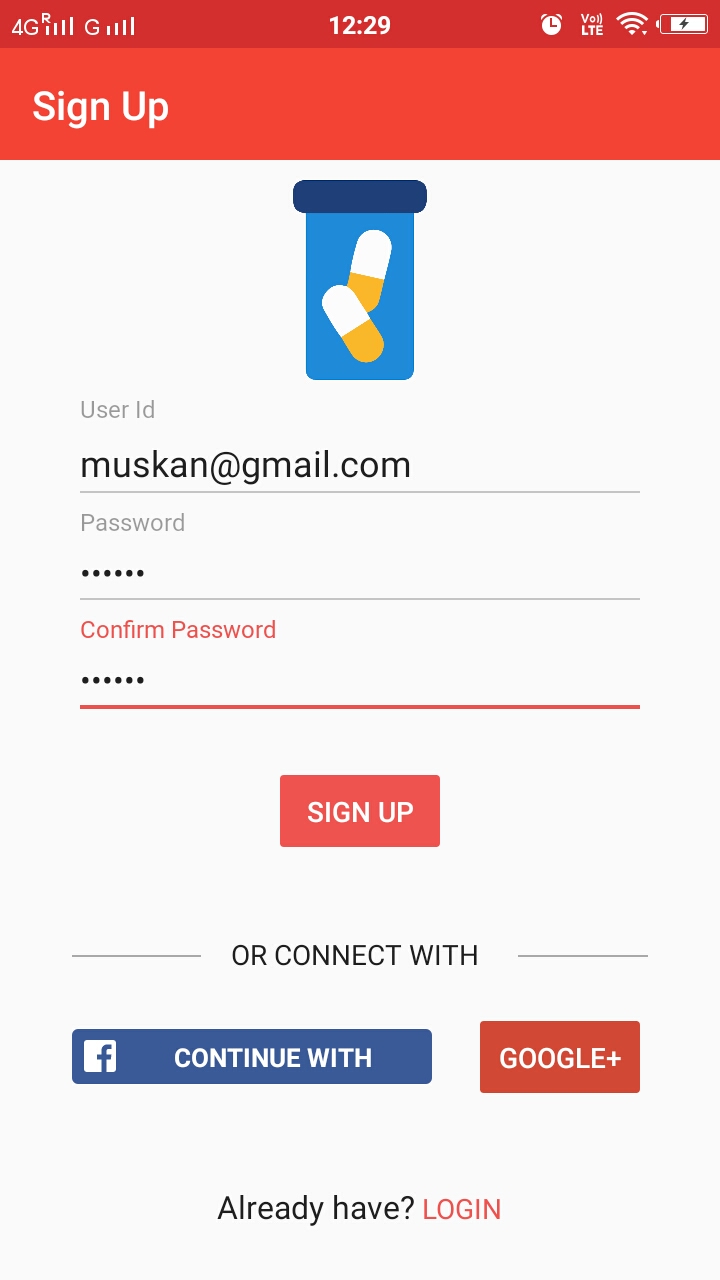 4G R G 12:29 Vo)) LTE
Sign Up
User Id
muskan@gmail.com
Password
••••••
Confirm Password
••••••
SIGN UP
OR CONNECT WITH
f CONTINUE WITH GOOGLE+
Already have? LOGIN